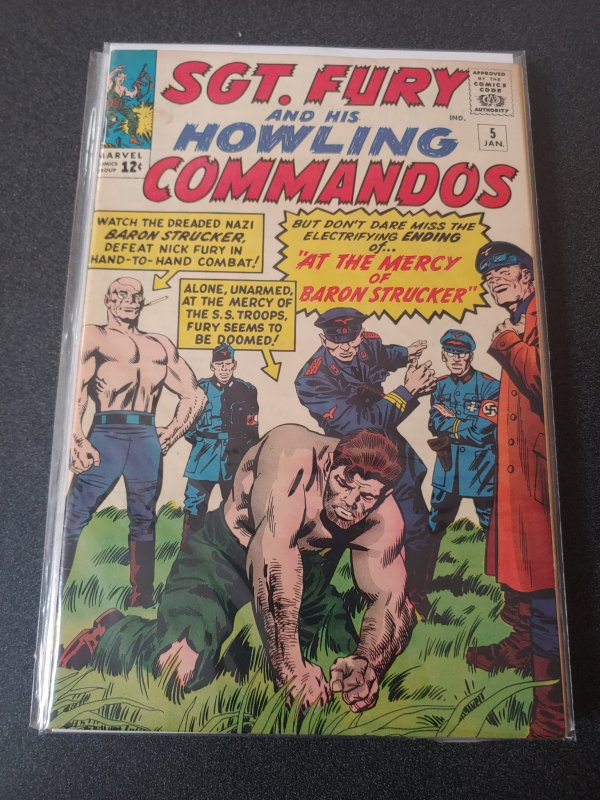 SGT. FURY
AND HIS
HOWLING
COMMANDOS
IND.
APPROVED
BY THE
COMICS
CODE
AUTHORITY
5
JAN.
MARVEL
COMICS
GROUP
12¢
WATCH THE DREADED NAZI
BARON STRUCKER,
DEFEAT NICK FURY IN
HAND-TO-HAND COMBAT!
BUT DON'T DARE MISS THE
ELECTRIFYING ENDING
of...
"AT THE MERCY
OF
BARON STRUCKER"
ALONE, UNARMED,
AT THE MERCY OF
THE S.S. TROOPS,
FURY SEEMS TO
BE DOOMED!